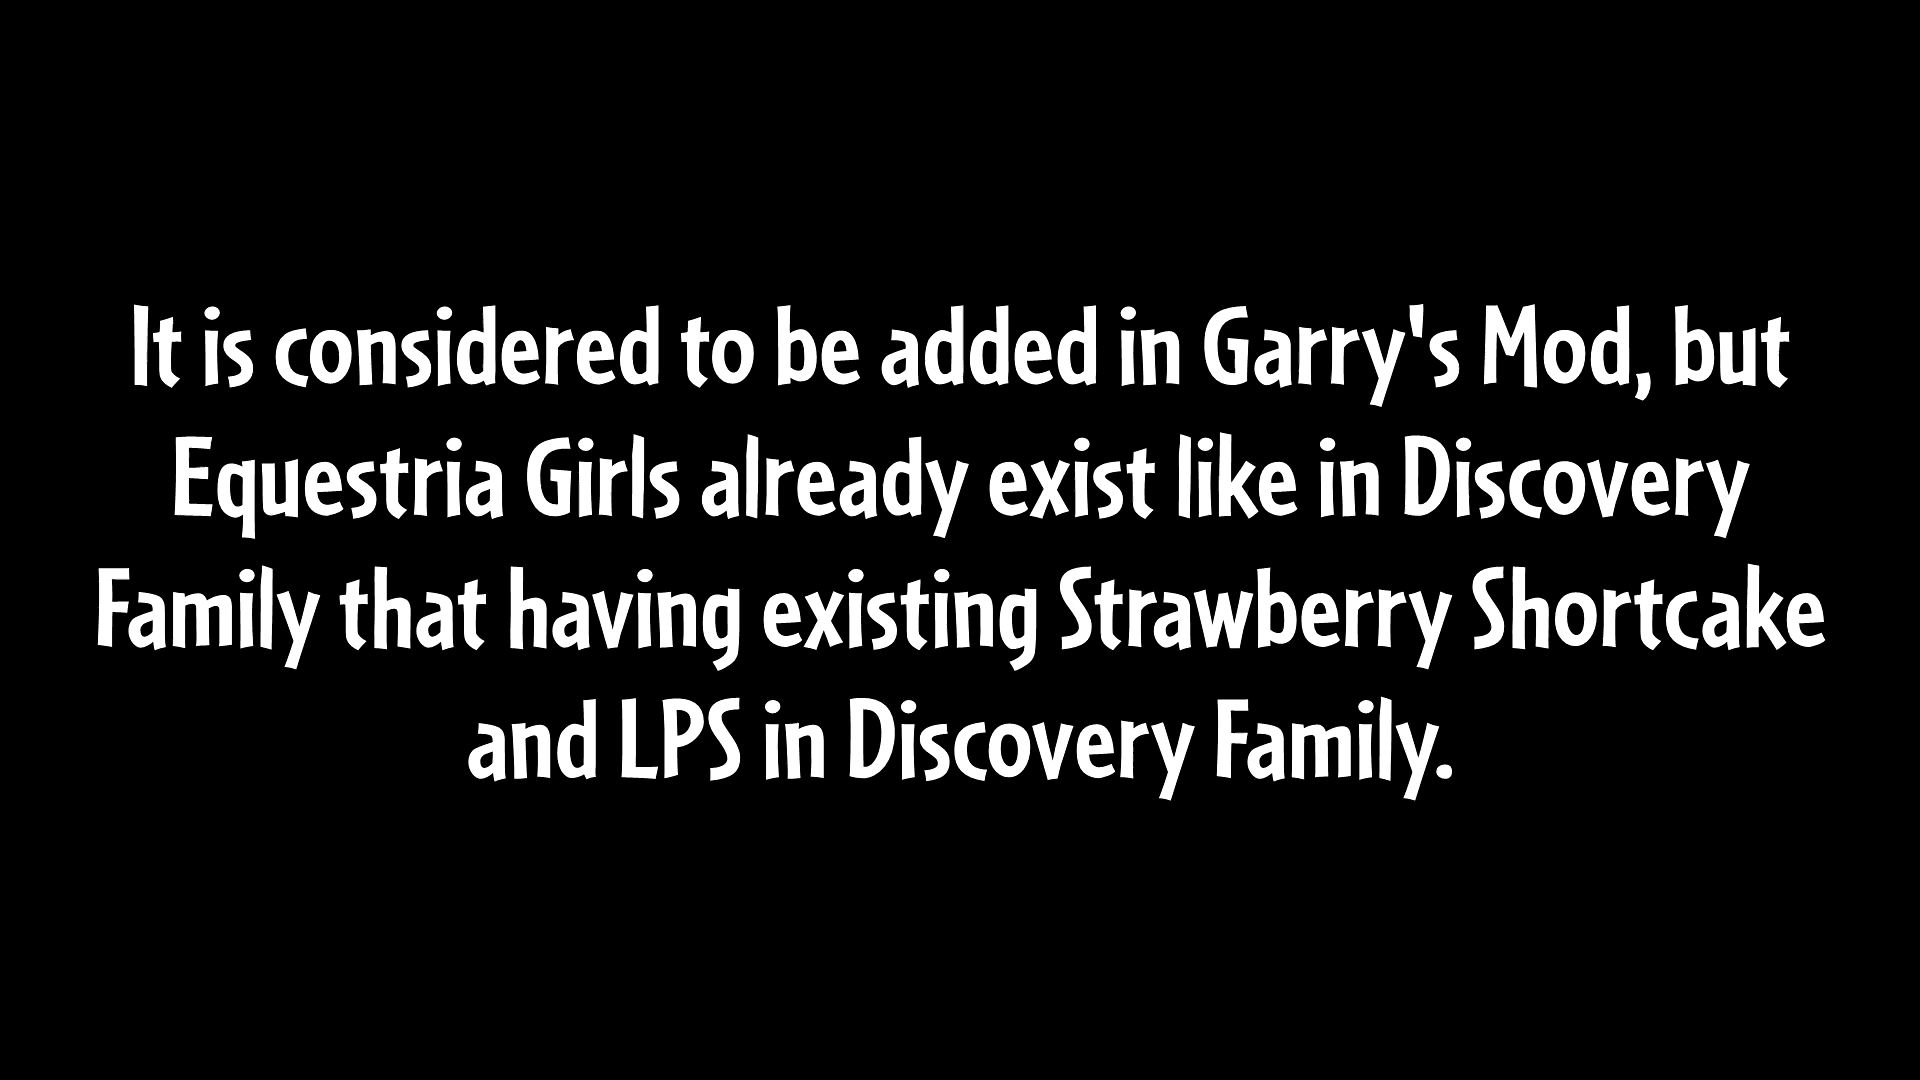 It is considered to be added in Garry's Mod, but
Equestria Girls already exist like in Discovery
Family that having existing Strawberry Shortcake
and LPS in Discovery Family.